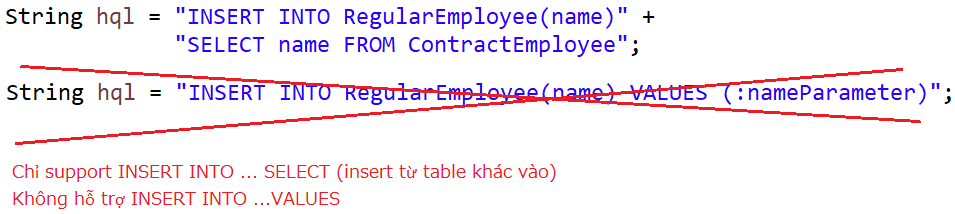 String hql = "INSERT INTO RegularEmployee(name)" +
"SELECT name FROM ContractEmployee";
String hql = "INSERT INTO RegularEmployee(name) VALUES (:nameParameter)";
Chỉ support INSERT INTO ... SELECT (insert từ table khác vào)
Không hỗ trợ INSERT INTO ...VALUES